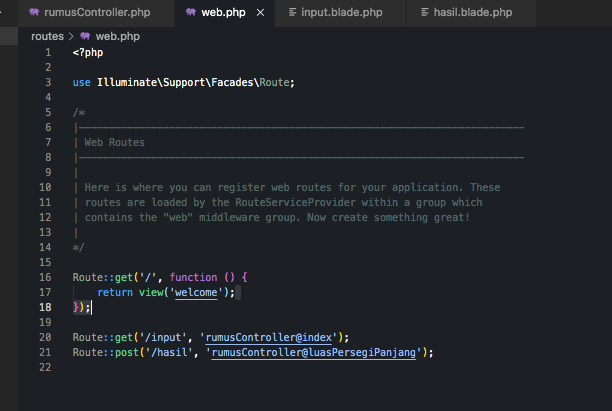 rumusController.php web.php × input.blade.php hasil.blade.php
routes > web.php
1 <?php
2
3 use Illuminate\Support\Facades\Route;
4
5 /*
6 |--------------------------------------------------------------------------
7 | Web Routes
8 |--------------------------------------------------------------------------
9 |
10 | Here is where you can register web routes for your application. These
11 | routes are loaded by the RouteServiceProvider within a group which
12 | contains the "web" middleware group. Now create something great!
13 |
14 */
15
16 Route::get('/', function () {
17     return view('welcome');
18 });
19
20 Route::get('/input', 'rumusController@index');
21 Route::post('/hasil', 'rumusController@luasPersegiPanjang');
22